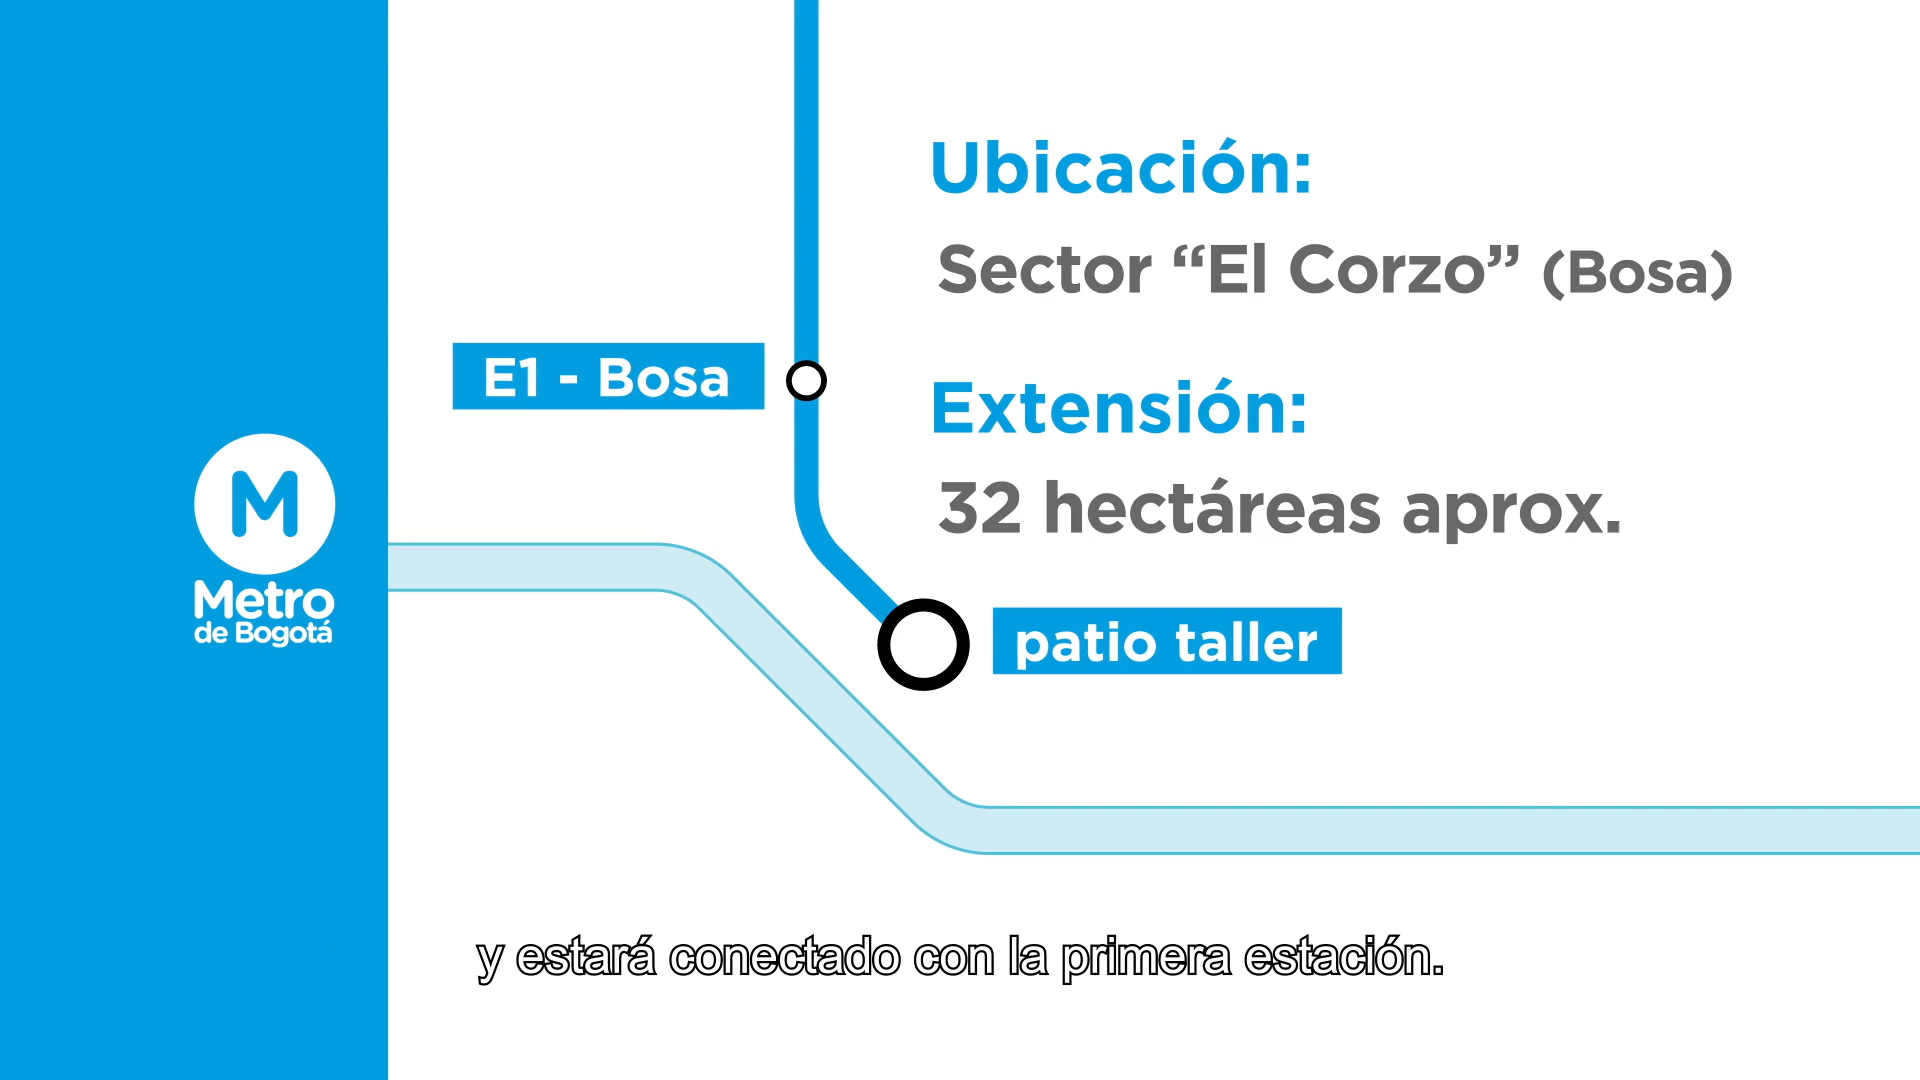 Ubicación:
Sector “El Corzo” (Bosa)
E1 - Bosa
Extensión:
32 hectáreas aprox.
M
Metro
de Bogotá
patio taller
y estará conectado con la primera estación.